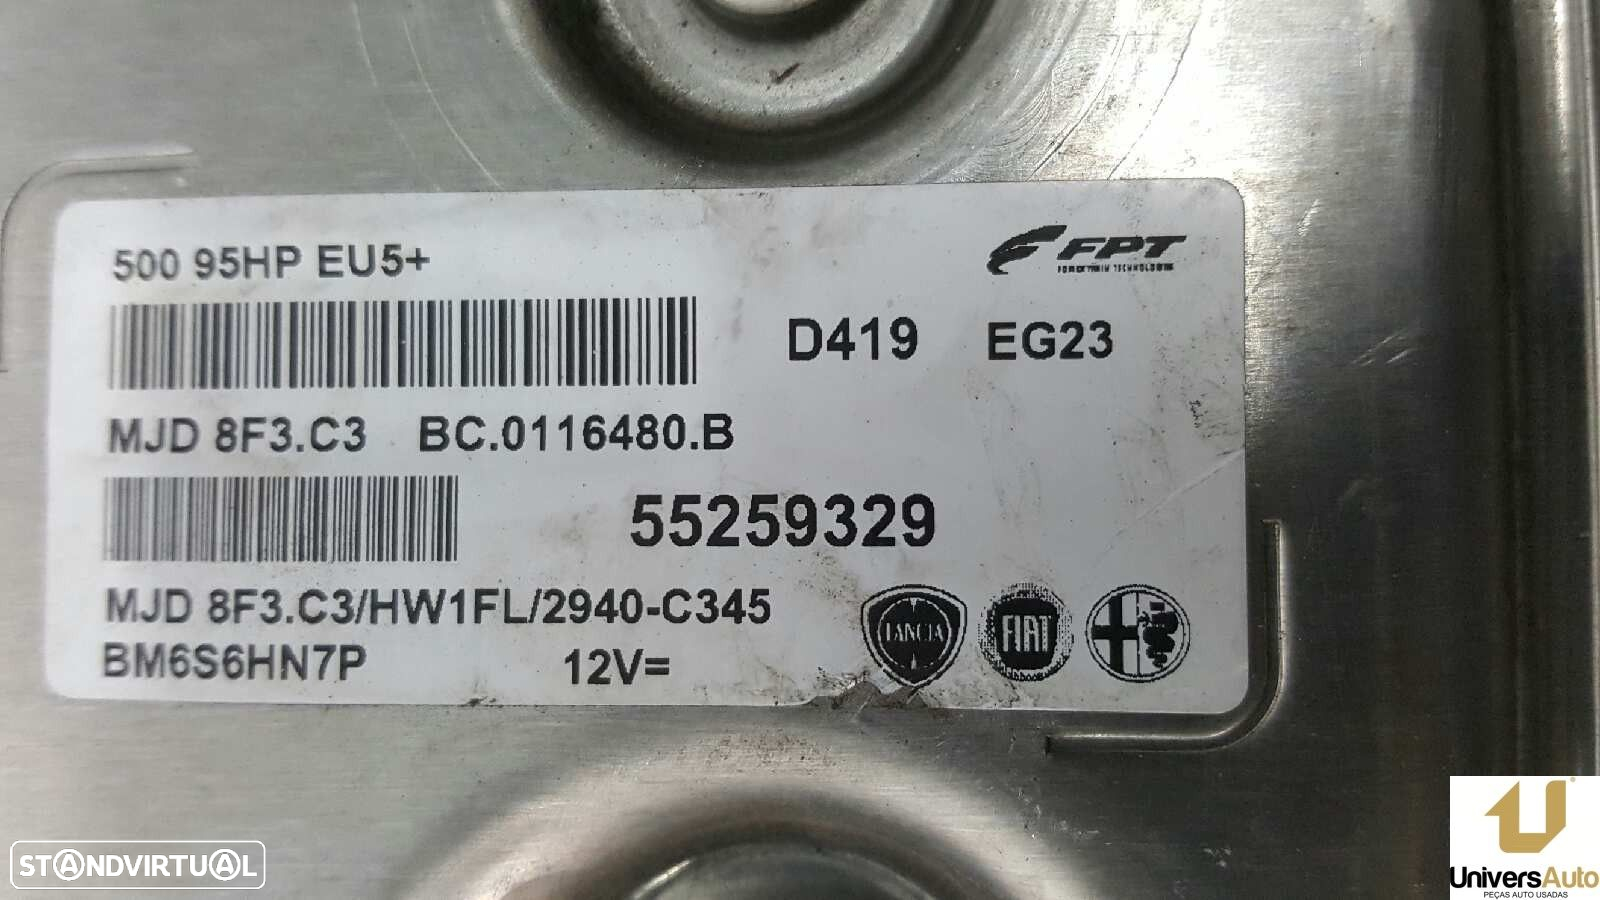 500 95HP EU5+
FPT
D419 EG23
MJD 8F3.C3 BC.0116480.B
55259329
MJD 8F3.C3/HW1FL/2940-C345
BM6S6HN7P 12V=
LANCIA
FIAT
STANDVIRTUAL
UniversAuto
PEÇAS AUTO USADAS